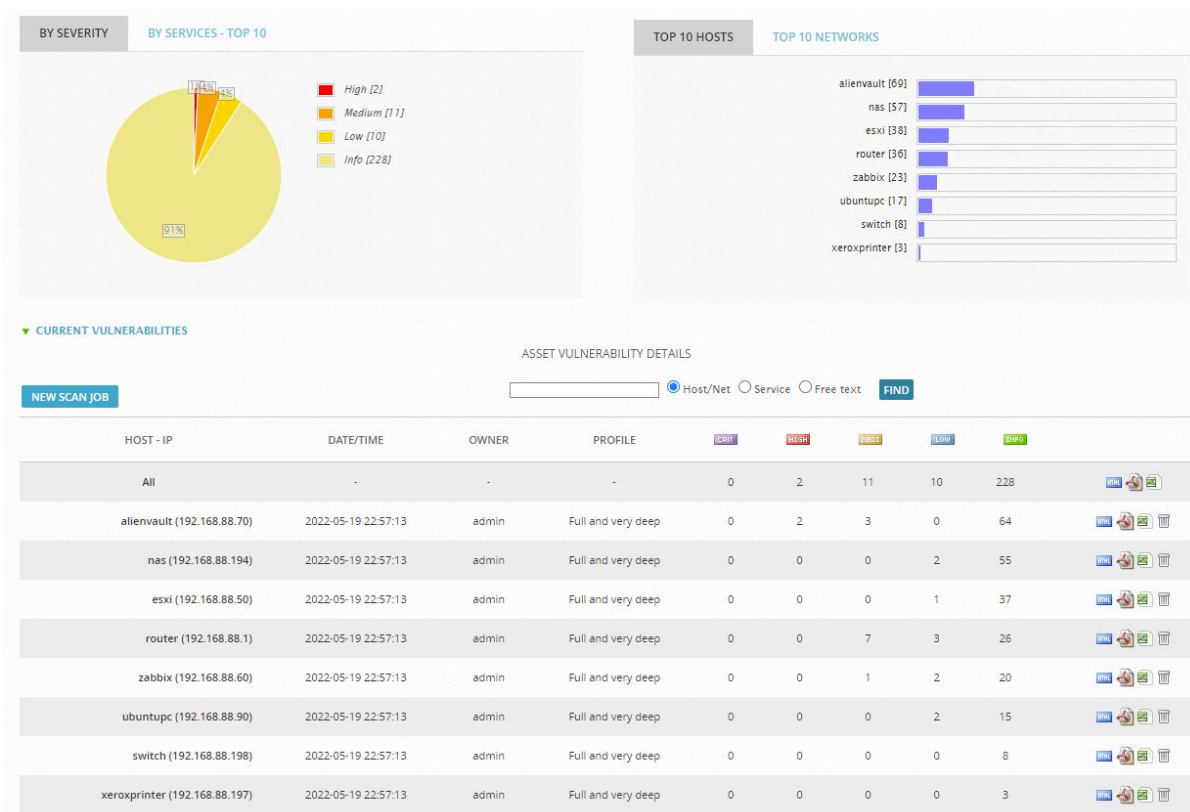 BY SEVERITY BY SERVICES - TOP 10
1% 4% 4%
91%
High [2]
Medium [11]
Low [10]
Info [228]
TOP 10 HOSTS TOP 10 NETWORKS
alienvault [69]
nas [57]
esxi [38]
router [36]
zabbix [23]
ubuntupc [17]
switch [8]
xeroxprinter [3]
CURRENT VULNERABILITIES
ASSET VULNERABILITY DETAILS
NEW SCAN JOB Host/Net Service Free text FIND
HOST - IP DATE/TIME OWNER PROFILE CRIT HIGH MEDI LOW INFO
All - - - 0 2 11 10 228 HTML
alienvault (192.168.88.70) 2022-05-19 22:57:13 admin Full and very deep 0 2 3 0 64 HTML
nas (192.168.88.194) 2022-05-19 22:57:13 admin Full and very deep 0 0 0 2 55 HTML
esxi (192.168.88.50) 2022-05-19 22:57:13 admin Full and very deep 0 0 0 1 37 HTML
router (192.168.88.1) 2022-05-19 22:57:13 admin Full and very deep 0 0 7 3 26 HTML
zabbix (192.168.88.60) 2022-05-19 22:57:13 admin Full and very deep 0 0 1 2 20 HTML
ubuntupc (192.168.88.90) 2022-05-19 22:57:13 admin Full and very deep 0 0 0 2 15 HTML
switch (192.168.88.198) 2022-05-19 22:57:13 admin Full and very deep 0 0 0 0 8 HTML
xeroxprinter (192.168.88.197) 2022-05-19 22:57:13 admin Full and very deep 0 0 0 0 3 HTML